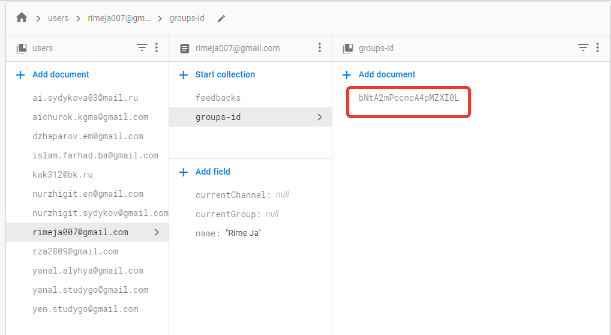 users
rimeja007@gm...
groups-id
users
Add document
ai.sydykova03@mail.ru
aichurok.kgma@gmail.com
dzhaparov.em@gmail.com
islam.farhad.ba@gmail.com
kak312@bk.ru
nurzhigit.en@gmail.com
nurzhigit.sydykov@gmail.com
rimeja007@gmail.com
rza2809@gmail.com
yanal.alyhya@gmail.com
yanal.studygo@gmail.com
yen.studygo@gmail.com
rimeja007@gmail.com
Start collection
feedbacks
groups-id
Add field
currentChannel: null
currentGroup: null
name: "Rime Ja"
groups-id
Add document
bNtA2mPccncA4pMZXI0L